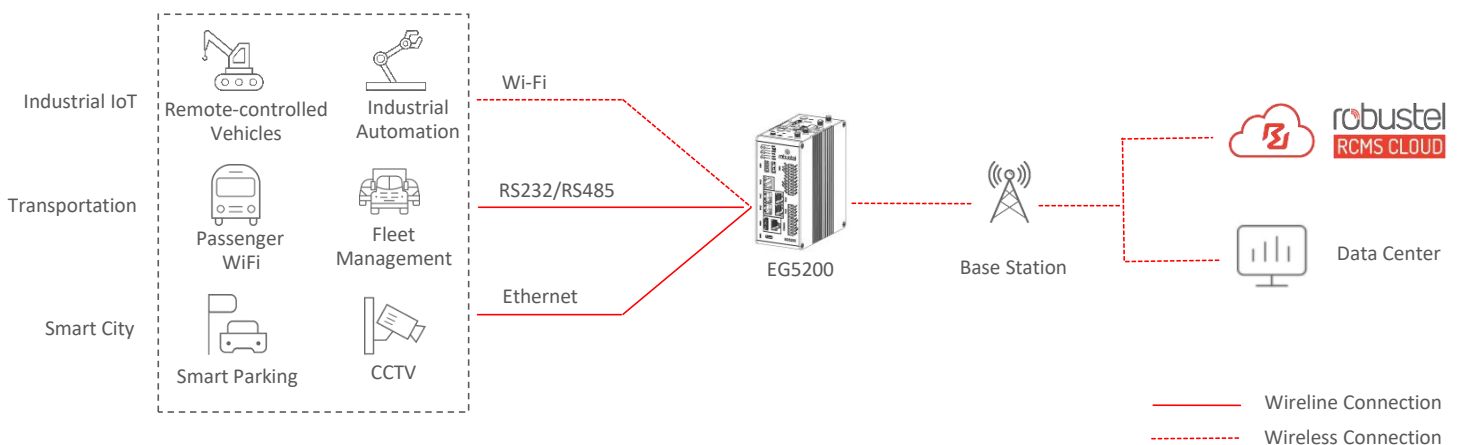 Industrial IoT
Remote-controlled
Vehicles
Industrial
Automation
Transportation
Passenger
WiFi
Fleet
Management
Smart City
Smart Parking
CCTV
Wi-Fi
RS232/RS485
Ethernet
robustel
EG5200
Base Station
robustel
RCMS CLOUD
Data Center
Wireline Connection
Wireless Connection